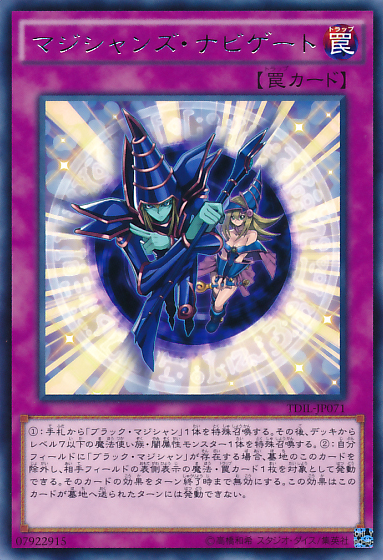 マジシャンズ・ナビゲート
トラップ
罠
【罠カード】
TDIL-JP071
①:手札から「ブラック・マジシャン」1体を特殊召喚する。その後、デッキから
レベル7以下の魔法使い族・闇属性モンスター1体を特殊召喚する。②:自分
フィールドに「ブラック・マジシャン」が存在する場合、墓地のこのカードを
除外し、相手フィールドの表側表示の魔法・罠カード1枚を対象として発動
できる。そのカードの効果をターン終了時まで無効にする。この効果はこの
カードが墓地へ送られたターンには発動できない。
07922915
©高橋和希 スタジオ・ダイス/集英社